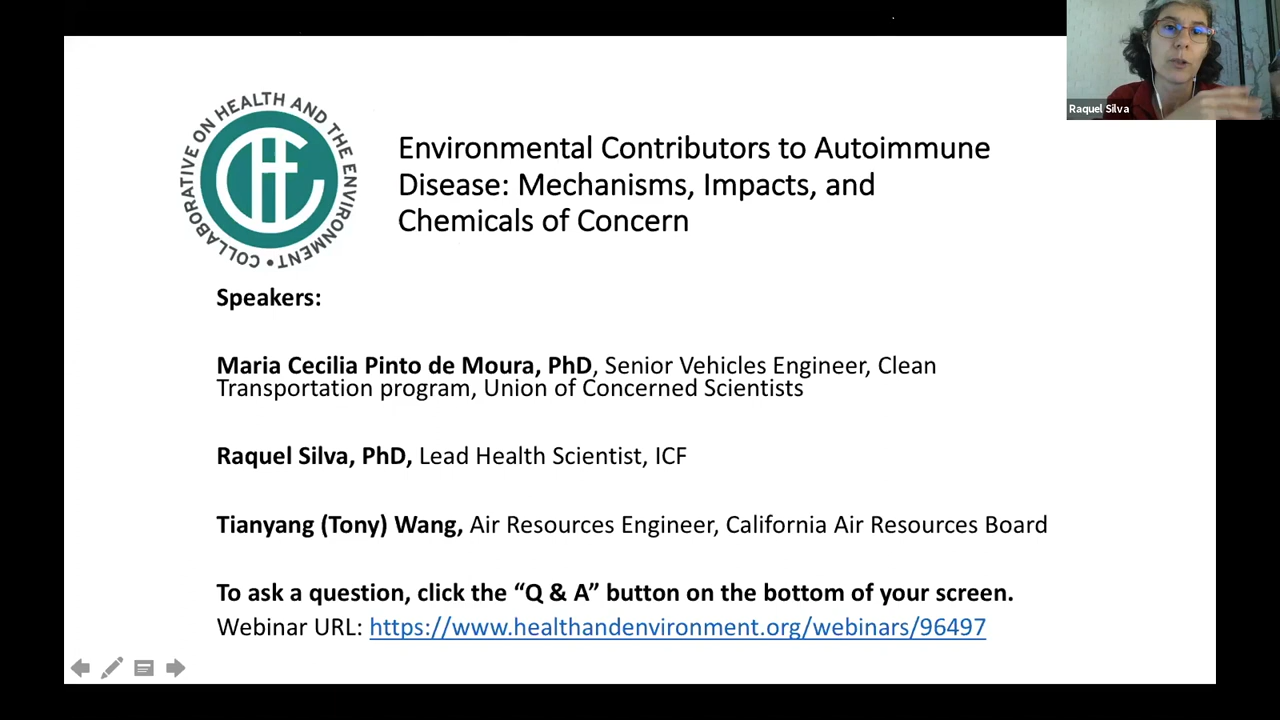 Raquel Silva
COLLABORATIVE ON HEALTH AND THE ENVIRONMENT •
CHE
Environmental Contributors to Autoimmune
Disease: Mechanisms, Impacts, and
Chemicals of Concern
Speakers:
Maria Cecilia Pinto de Moura, PhD, Senior Vehicles Engineer, Clean
Transportation program, Union of Concerned Scientists
Raquel Silva, PhD, Lead Health Scientist, ICF
Tianyang (Tony) Wang, Air Resources Engineer, California Air Resources Board
To ask a question, click the “Q & A” button on the bottom of your screen.
Webinar URL: https://www.healthandenvironment.org/webinars/96497